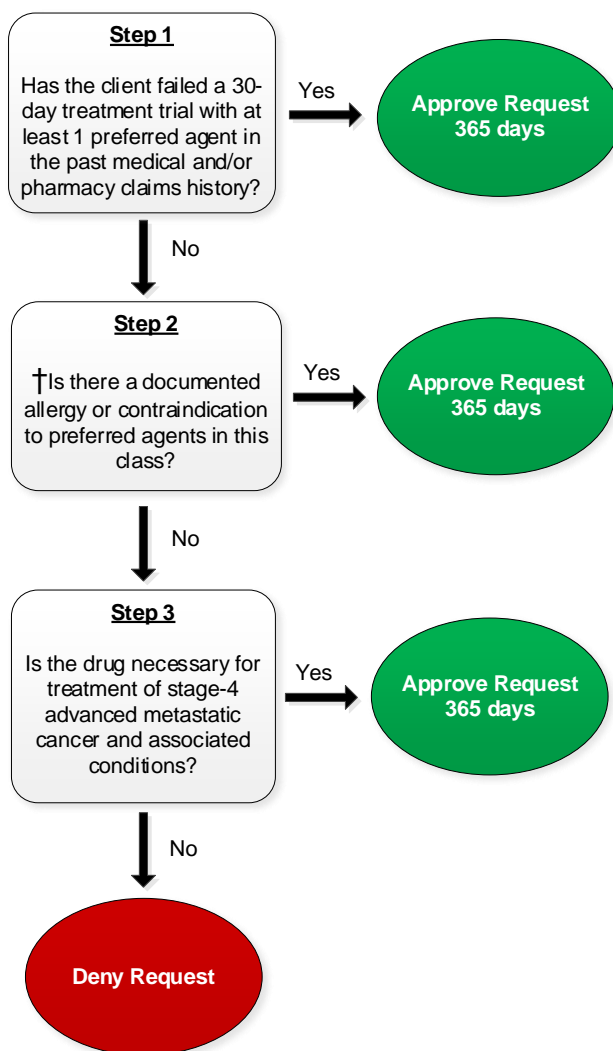 Step 1
Has the client failed a 30-
day treatment trial with at
least 1 preferred agent in
the past medical and/or
pharmacy claims history?
Yes
Approve Request
365 days
No
Step 2
†Is there a documented
allergy or contraindication
to preferred agents in this
class?
Yes
Approve Request
365 days
No
Step 3
Is the drug necessary for
treatment of stage-4
advanced metastatic
cancer and associated
conditions?
Yes
Approve Request
365 days
No
Deny Request